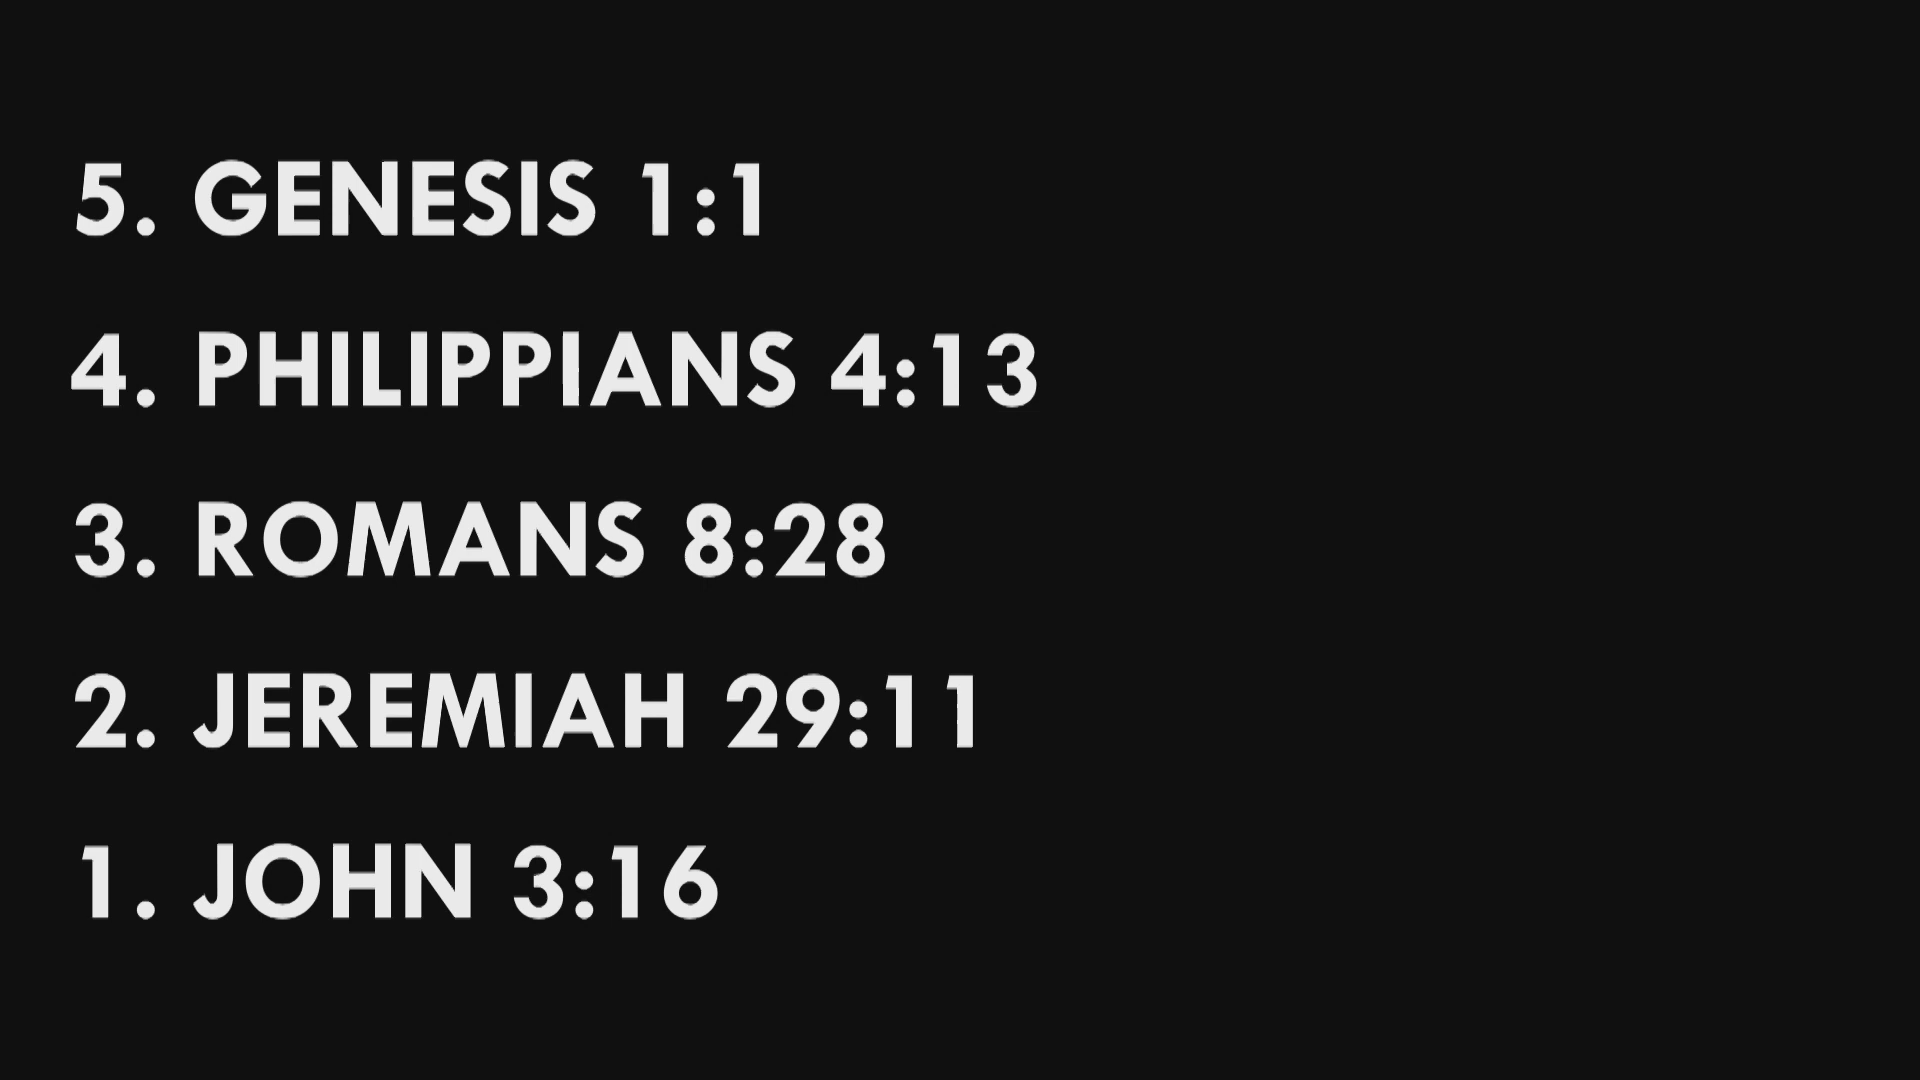 5. GENESIS 1:1
4. PHILIPPIANS 4:13
3. ROMANS 8:28
2. JEREMIAH 29:11
1. JOHN 3:16